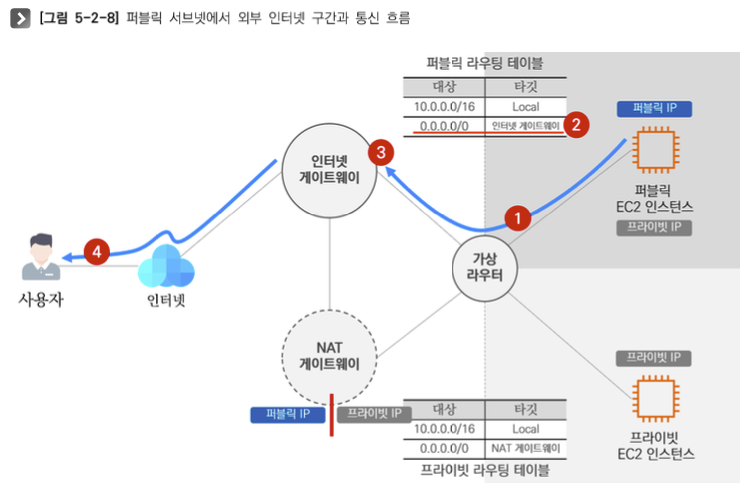 [그림 5-2-8] 퍼블릭 서브넷에서 외부 인터넷 구간과 통신 흐름
퍼블릭 라우팅 테이블
대상 타깃
10.0.0.0/16 Local
0.0.0.0/0 인터넷 게이트웨이
2
퍼블릭 IP
인터넷
게이트웨이
3
1
퍼블릭
EC2 인스턴스
프라이빗 IP
4
가상
라우터
사용자
인터넷
NAT
게이트웨이
프라이빗 IP
퍼블릭 IP
프라이빗 IP
대상 타깃
10.0.0.0/16 Local
0.0.0.0/0 NAT 게이트웨이
프라이빗 라우팅 테이블
프라이빗
EC2 인스턴스